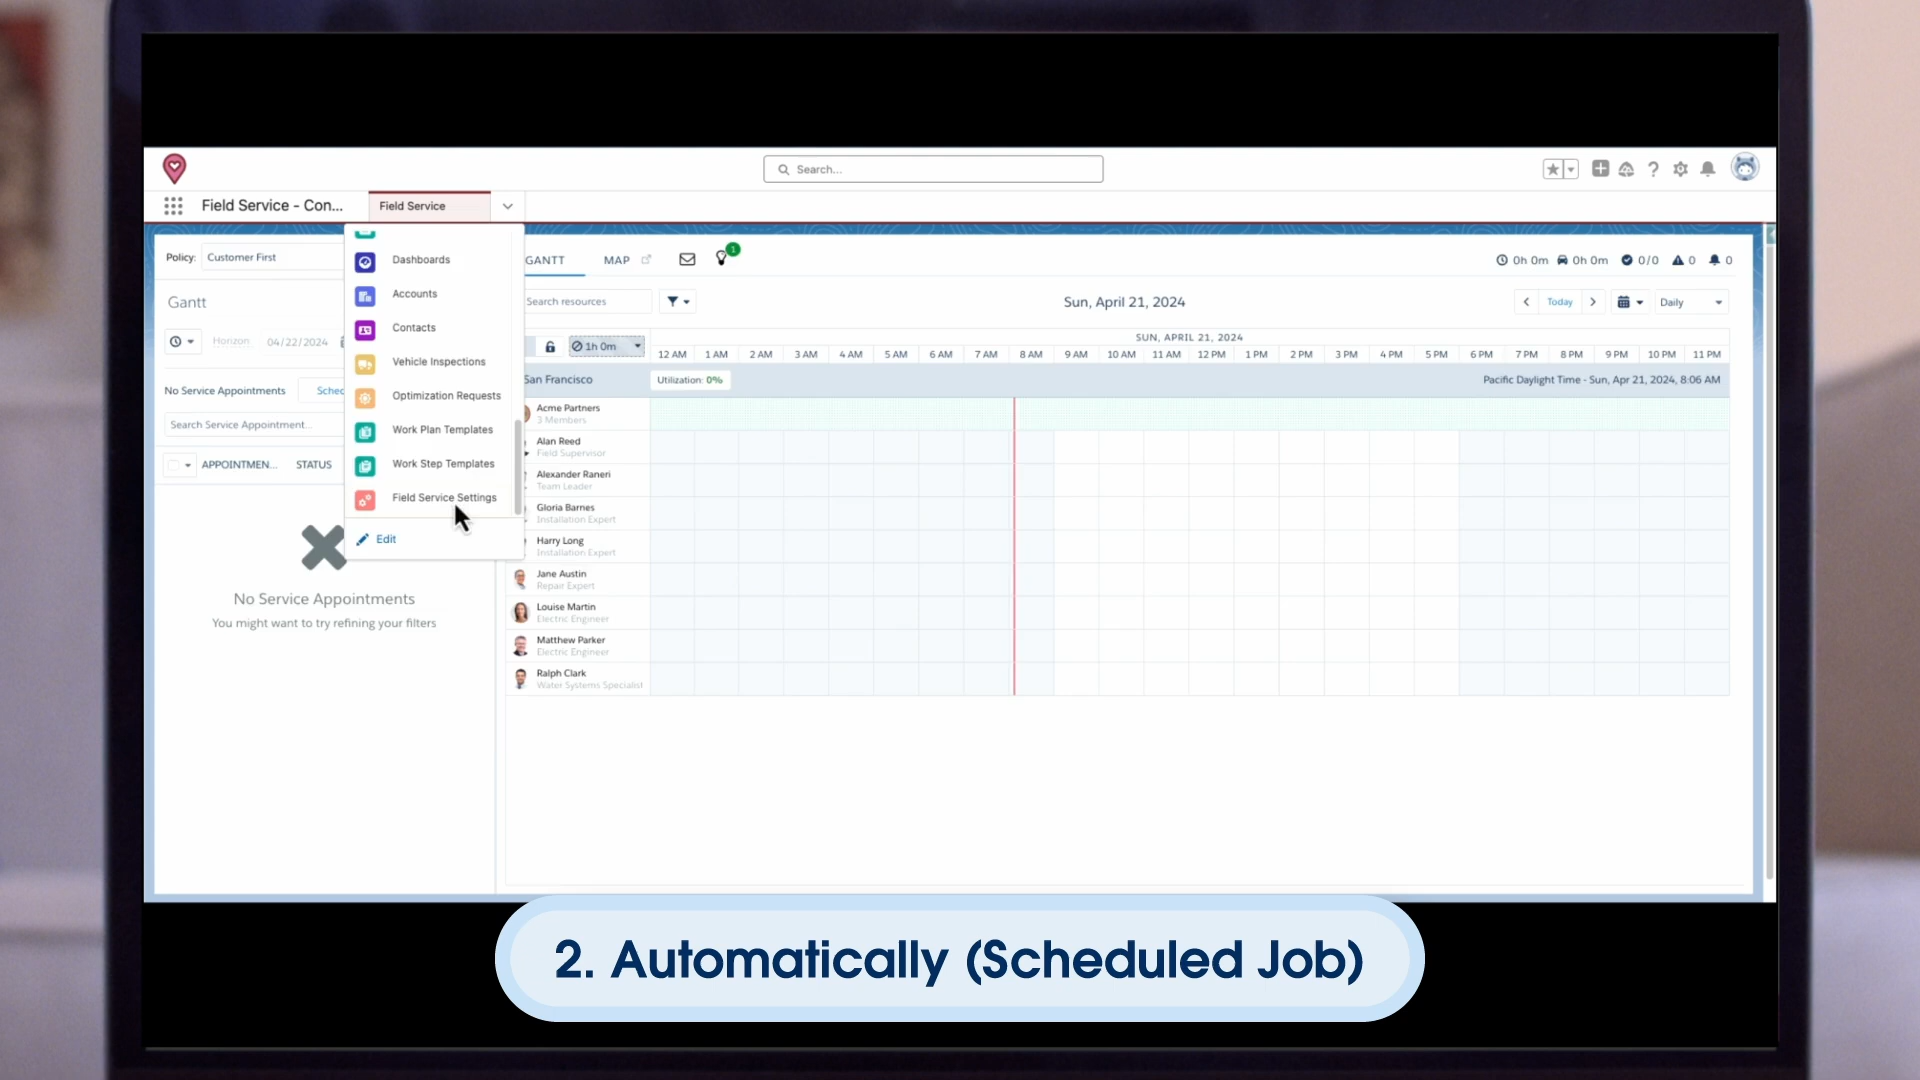 Search...
Field Service - Con...
Field Service
Policy:
Customer First
Dashboards
Accounts
Contacts
Vehicle Inspections
Optimization Requests
Work Plan Templates
Work Step Templates
Field Service Settings
Edit
Gantt
Horizon
04/22/2024
No Service Appointments
Sched
Search Service Appointment...
APPOINTMEN...
STATUS
No Service Appointments
You might want to try refining your filters
GANTT
MAP
1
0h 0m
0h 0m
0/0
0
0
Search resources
Sun, April 21, 2024
Today
Daily
1h 0m
SUN, APRIL 21, 2024
12 AM 1 AM 2 AM 3 AM 4 AM 5 AM 6 AM 7 AM 8 AM 9 AM 10 AM 11 AM 12 PM 1 PM 2 PM 3 PM 4 PM 5 PM 6 PM 7 PM 8 PM 9 PM 10 PM 11 PM
San Francisco
Utilization: 0%
Pacific Daylight Time - Sun, Apr 21, 2024, 8:06 AM
Acme Partners
3 Members
Alan Reed
Field Supervisor
Alexander Raneri
Team Leader
Gloria Barnes
Installation Expert
Harry Long
Installation Expert
Jane Austin
Repair Expert
Louise Martin
Electric Engineer
Matthew Parker
Electric Engineer
Ralph Clark
Water Systems Specialist
2. Automatically (Scheduled Job)